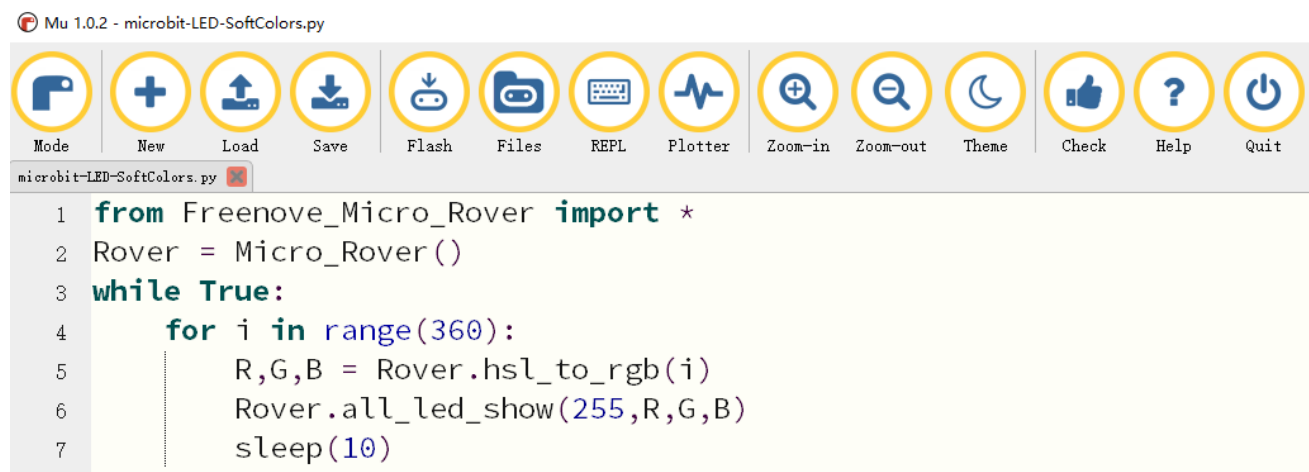 Mu 1.0.2 - microbit-LED-SoftColors.py
Mode New Load Save Flash Files REPL Plotter Zoom-in Zoom-out Theme Check Help Quit
microbit-LED-SoftColors.py
1 from Freenove_Micro_Rover import *
2 Rover = Micro_Rover()
3 while True:
4     for i in range(360):
5         R,G,B = Rover.hsl_to_rgb(i)
6         Rover.all_led_show(255,R,G,B)
7         sleep(10)